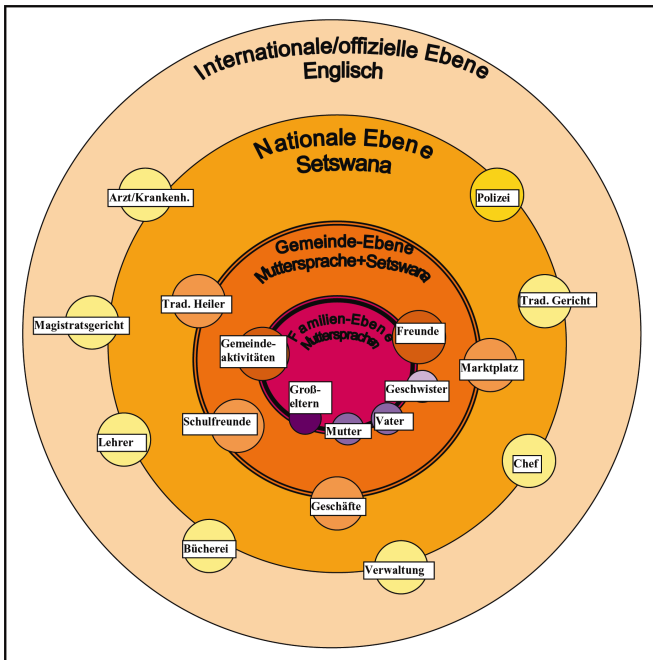 Internationale/offizielle Ebene
Englisch
Nationale Ebene
Setswana
Arzt/Krankenh.
Polizei
Gemeinde-Ebene
Muttersprache+Setswara
Trad. Heiler
Trad. Gericht
Magistratsgericht
Familien-Ebene
Muttersprachen
Freunde
Gemeinde-
aktivitäten
Marktplatz
Groß-
eltern
Geschwister
Schulfreunde
Mutter
Vater
Lehrer
Chef
Geschäfte
Bücherei
Verwaltung